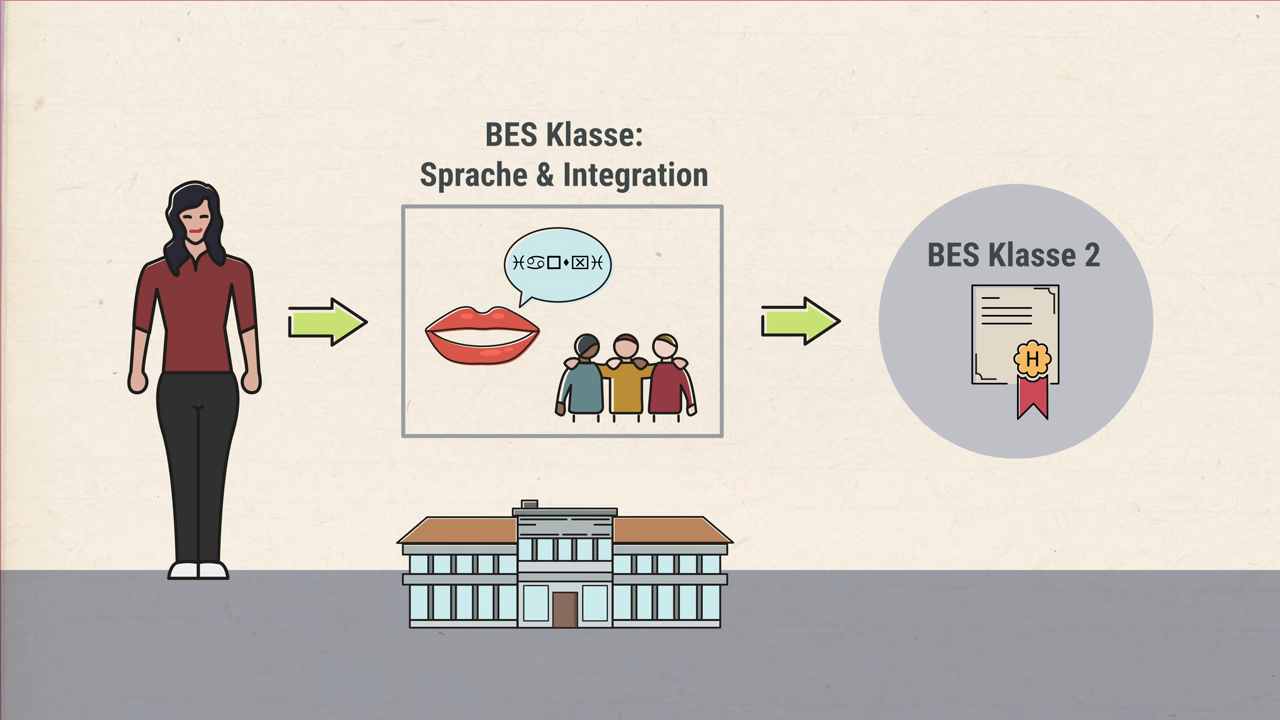 BES Klasse:
Sprache & Integration
♓♋◻⬧⌧♓
BES Klasse 2
H